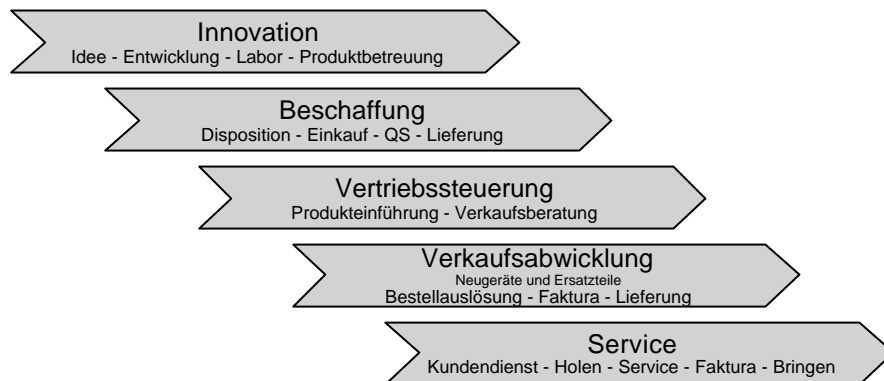 Innovation
Idee - Entwicklung - Labor - Produktbetreuung
Beschaffung
Disposition - Einkauf - QS - Lieferung
Vertriebssteuerung
Produkteinführung - Verkaufsberatung
Verkaufsabwicklung
Neugeräte und Ersatzteile
Bestellauslösung - Faktura - Lieferung
Service
Kundendienst - Holen - Service - Faktura - Bringen